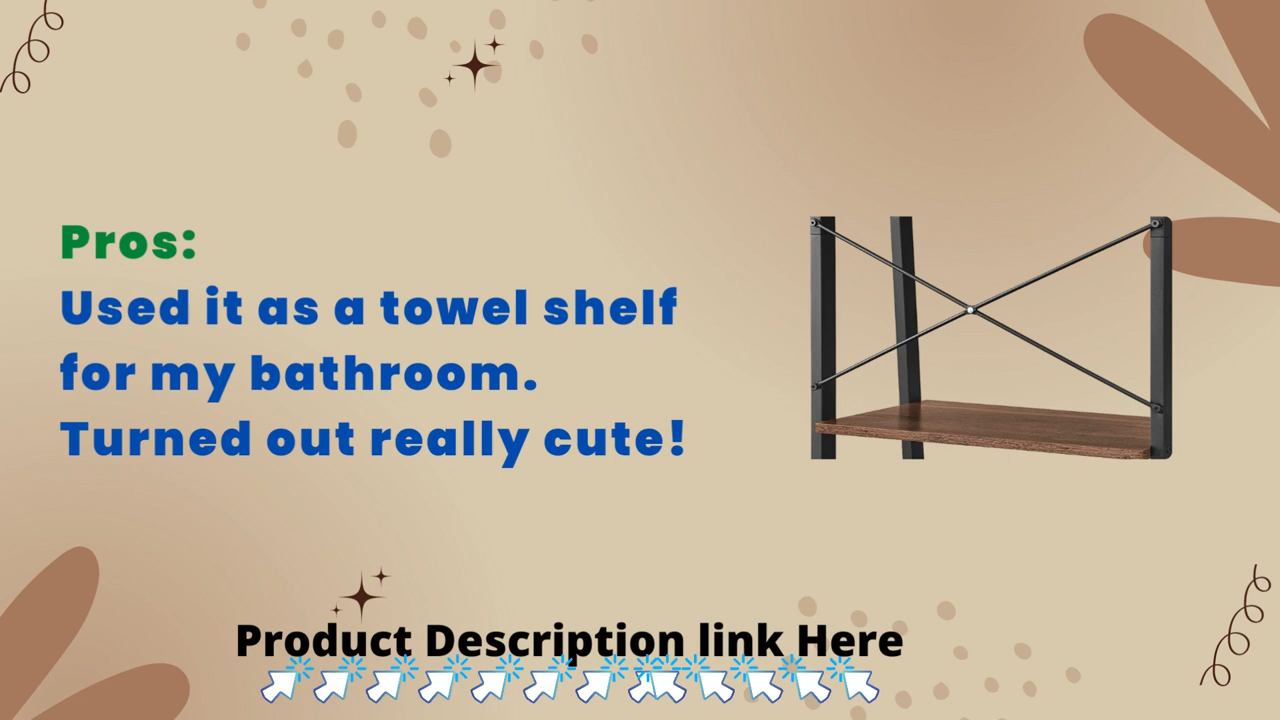 Pros:
Used it as a towel shelf
for my bathroom.
Turned out really cute!
Product Description link Here